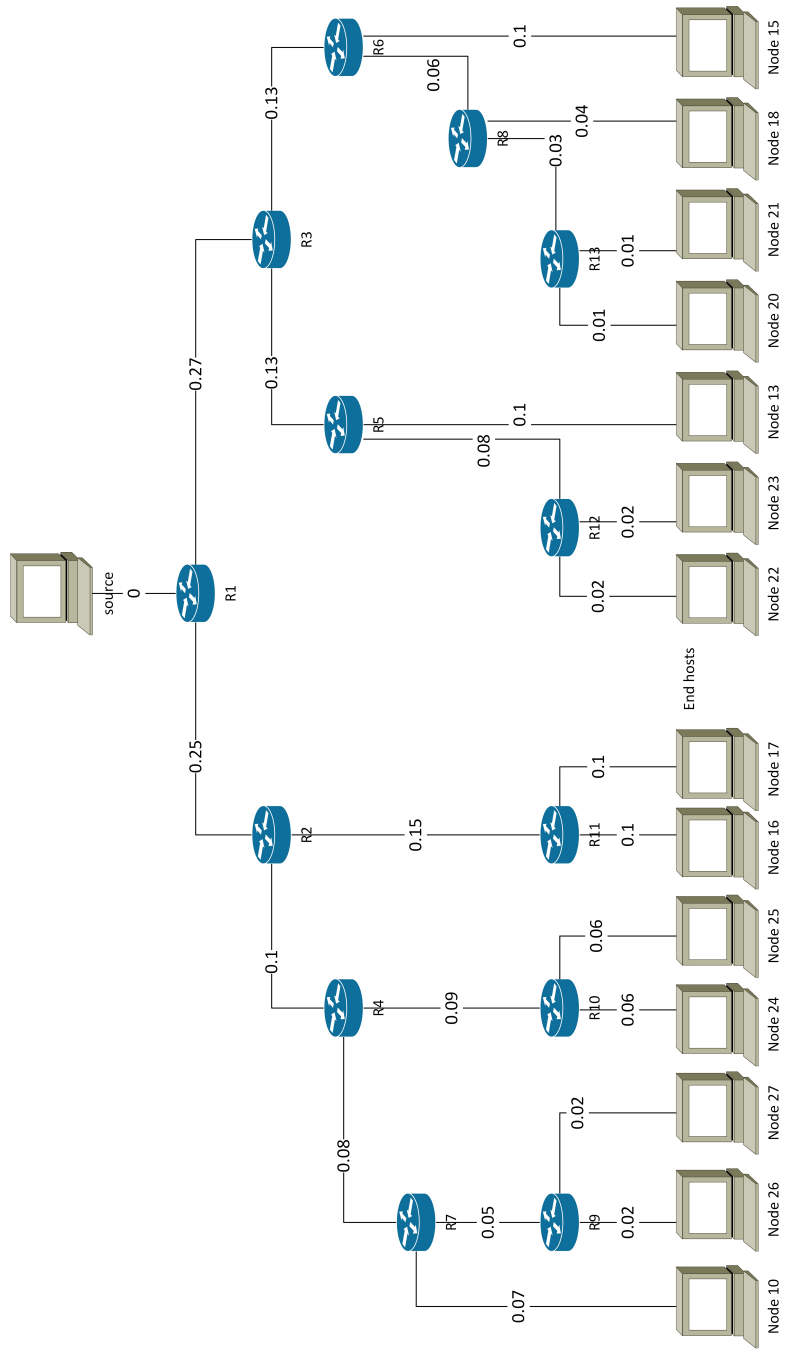 source
0
R1
0.25
0.27
R2
R3
0.1
0.15
0.13
0.13
R4
R5
R6
0.08
0.09
0.08
0.1
0.06
0.1
R7
R8
0.07
0.05
0.03
0.04
R9
R10
R11
R12
R13
0.02
0.02
0.06
0.06
0.1
0.1
0.02
0.02
0.01
0.01
End hosts
Node 10
Node 26
Node 27
Node 24
Node 25
Node 16
Node 17
Node 22
Node 23
Node 13
Node 20
Node 21
Node 18
Node 15